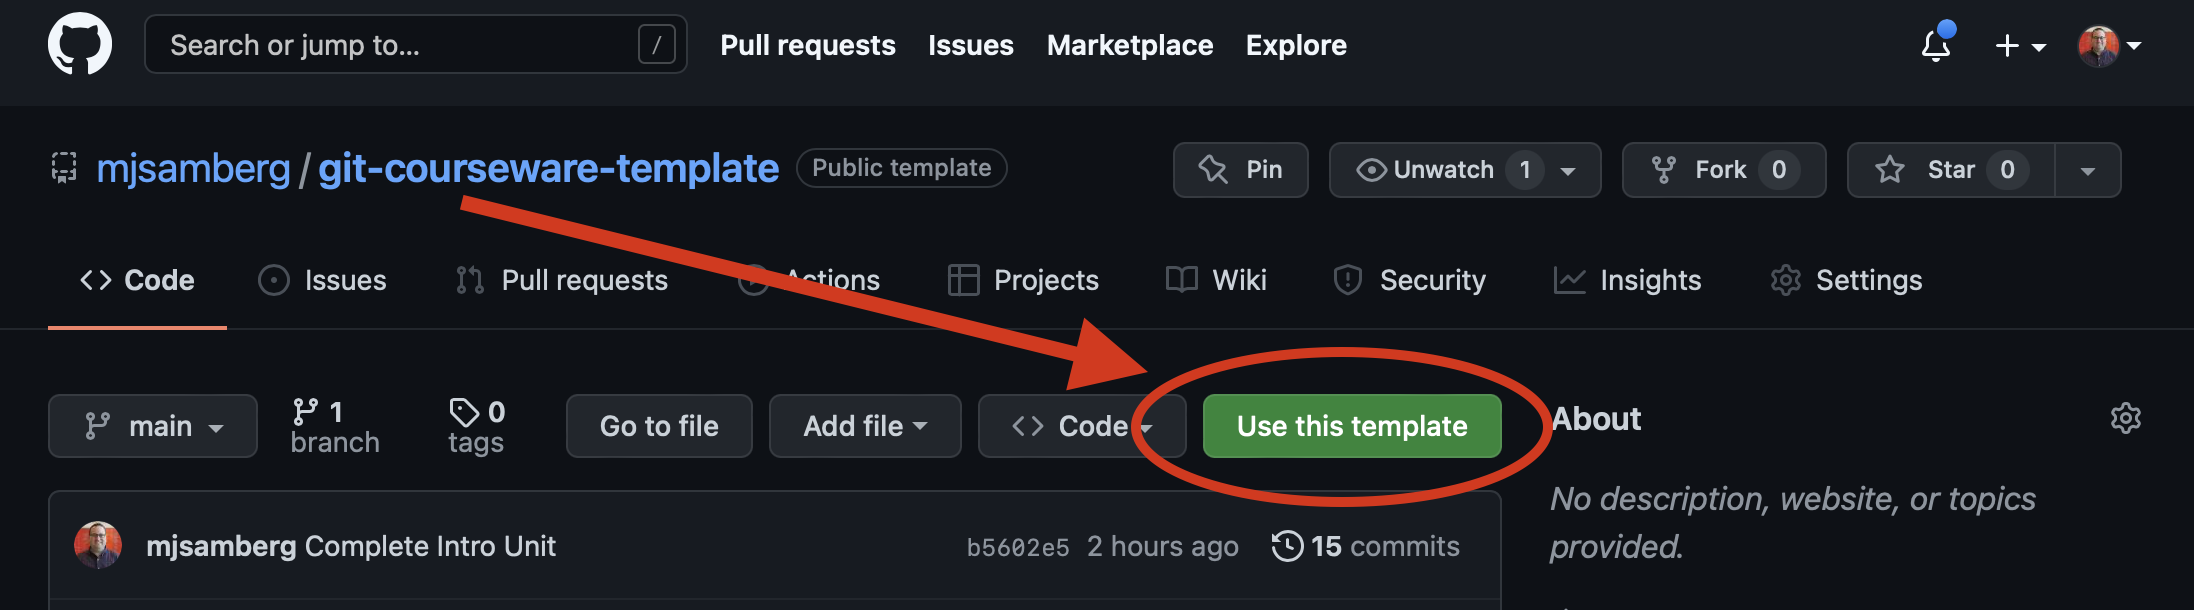 Search or jump to... / Pull requests Issues Marketplace Explore
mjsamberg / git-courseware-template Public template Pin Unwatch 1 Fork 0 Star 0
Code Issues Pull requests Actions Projects Wiki Security Insights Settings
main 1 branch 0 tags Go to file Add file Code Use this template About
No description, website, or topics
provided.
mjsamberg Complete Intro Unit b5602e5 2 hours ago 15 commits